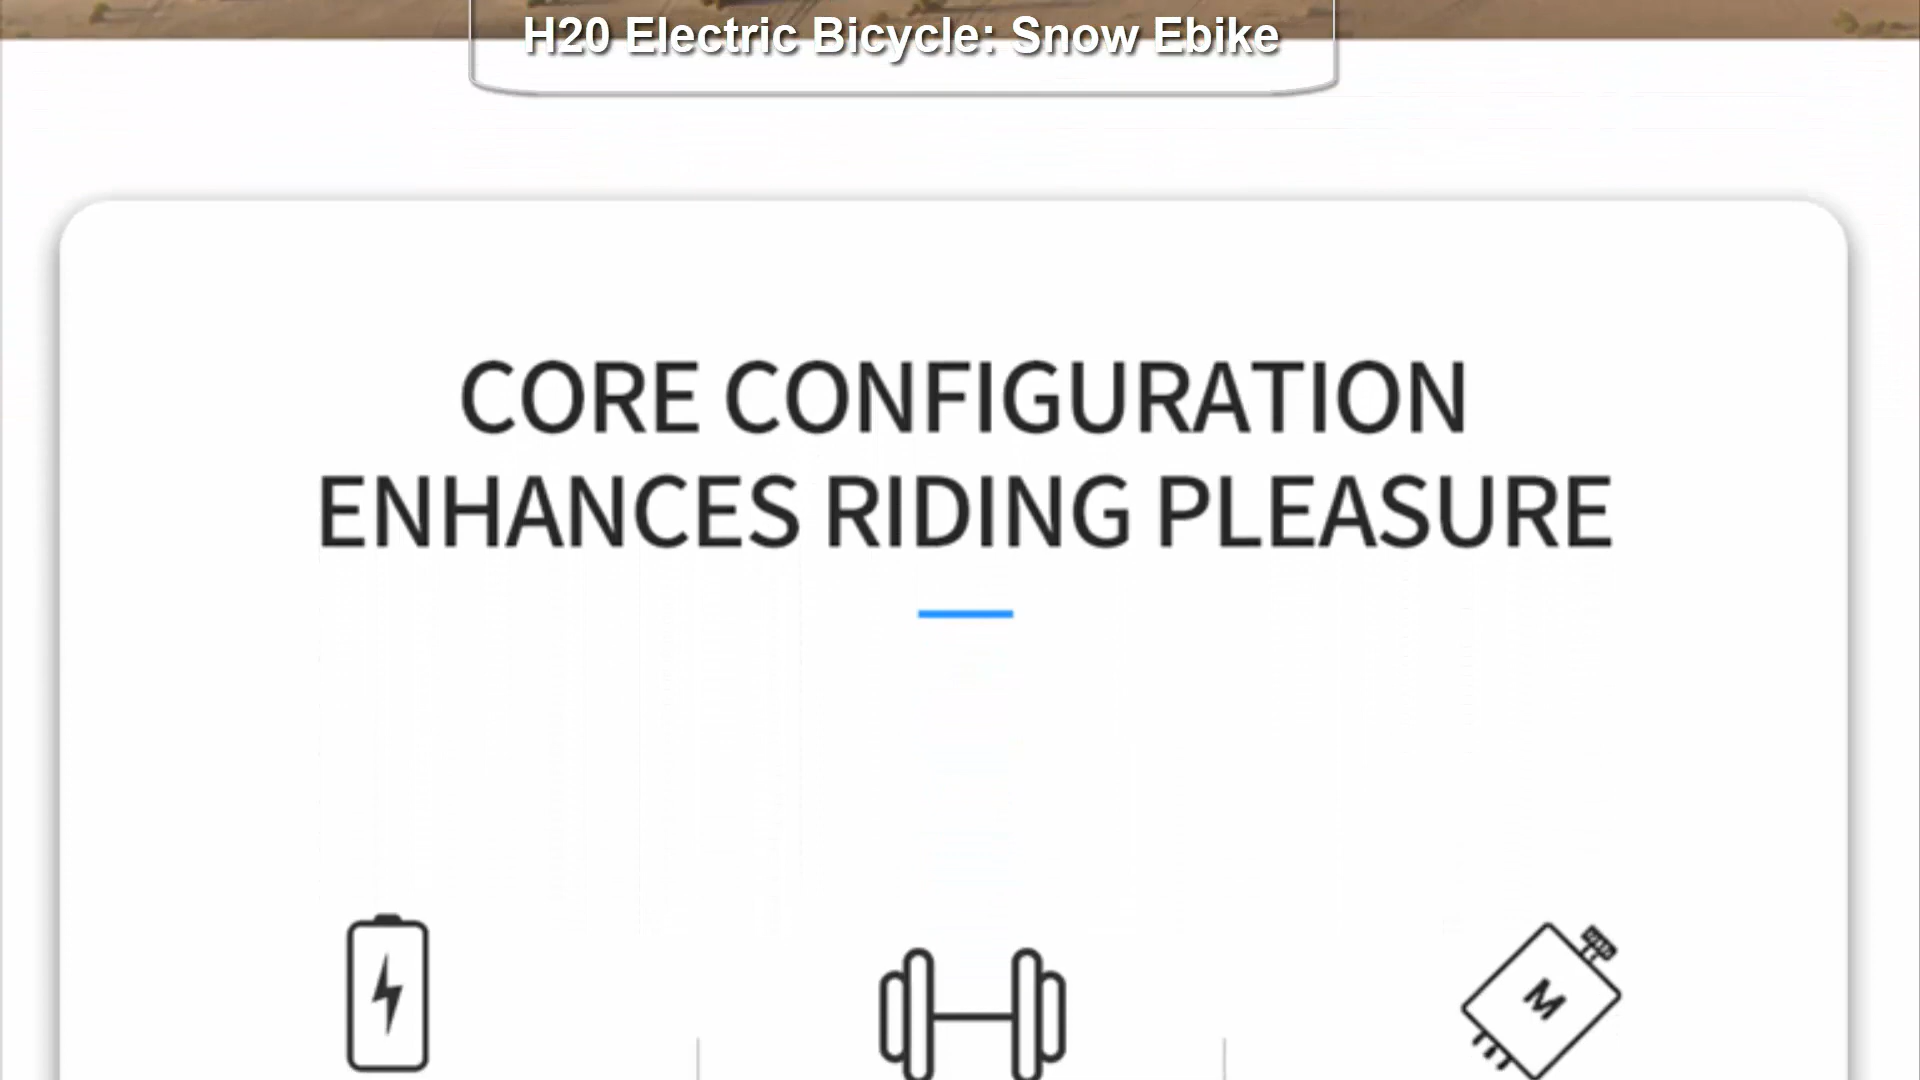 H20 Electric Bicycle: Snow Ebike
CORE CONFIGURATION
ENHANCES RIDING PLEASURE
M